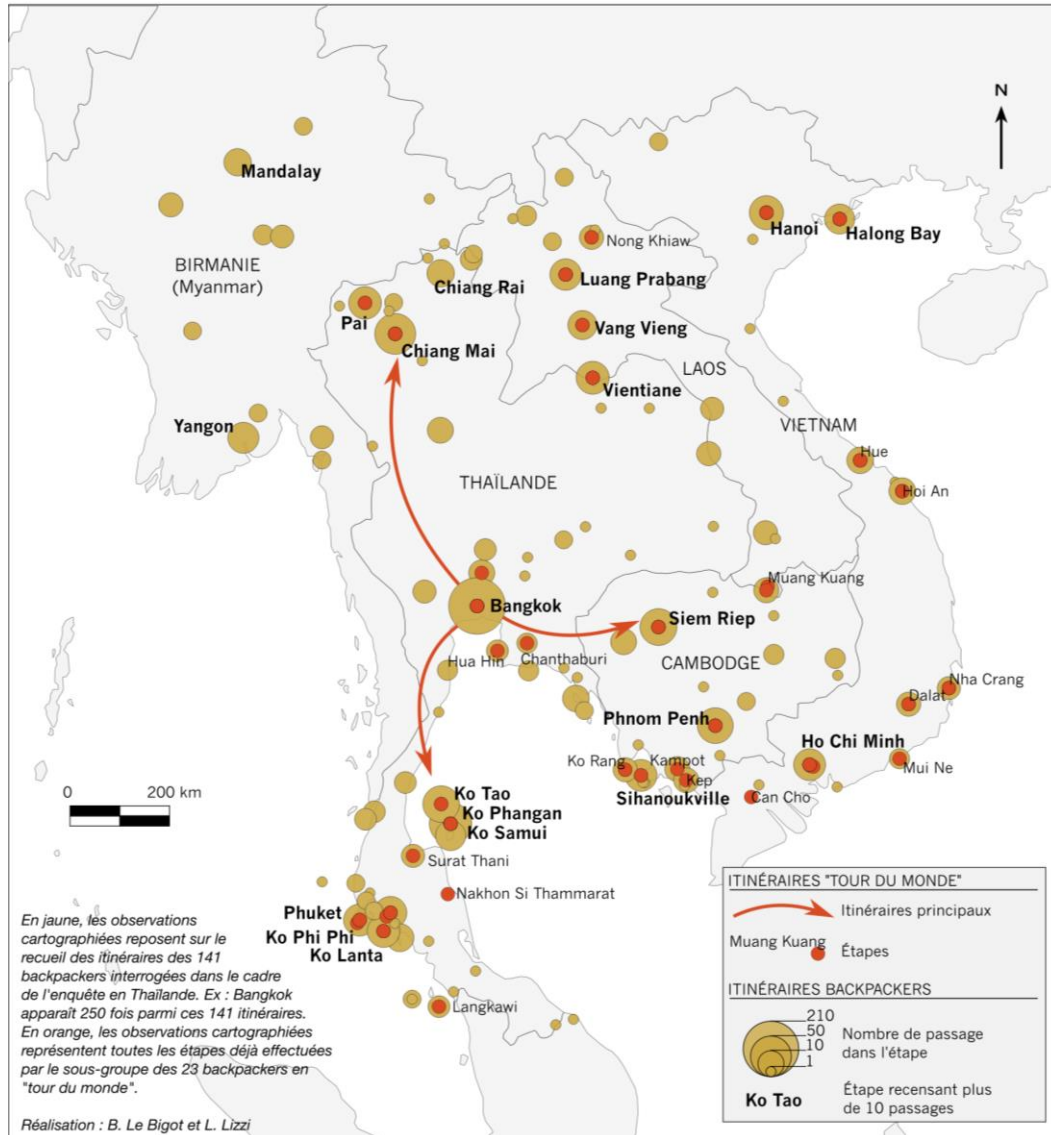 N
Mandalay
Hanoi
Halong Bay
Nong Khiaw
BIRMANIE
(Myanmar)
Chiang Rai
Luang Prabang
Pai
Vang Vieng
Chiang Mai
LAOS
Vientiane
VIETNAM
Yangon
Hue
THAÏLANDE
Hoi An
Muang Kuang
Bangkok
Siem Riep
Hua Hin
Chanthaburi
CAMBODGE
Nha Crang
Dalat
Phnom Penh
Ho Chi Minh
Ko Rang
Kampot
Mui Ne
Kep
Sihanoukville
Can Cho
0 200 km
Ko Tao
Ko Phangan
Ko Samui
Surat Thani
Nakhon Si Thammarat
Phuket
Ko Phi Phi
Ko Lanta
Langkawi
En jaune, les observations
cartographiées reposent sur le
recueil des itinéraires des 141
backpackers interrogées dans le cadre
de l'enquête en Thaïlande. Ex : Bangkok
apparaît 250 fois parmi ces 141 itinéraires.
En orange, les observations cartographiées
représentent toutes les étapes déjà effectuées
par le sous-groupe des 23 backpackers en
"tour du monde".
Réalisation : B. Le Bigot et L. Lizzi
ITINÉRAIRES "TOUR DU MONDE"
Itinéraires principaux
Muang Kuang
Étapes
ITINÉRAIRES BACKPACKERS
210
50
10
1
Nombre de passage
dans l'étape
Ko Tao
Étape recensant plus
de 10 passages